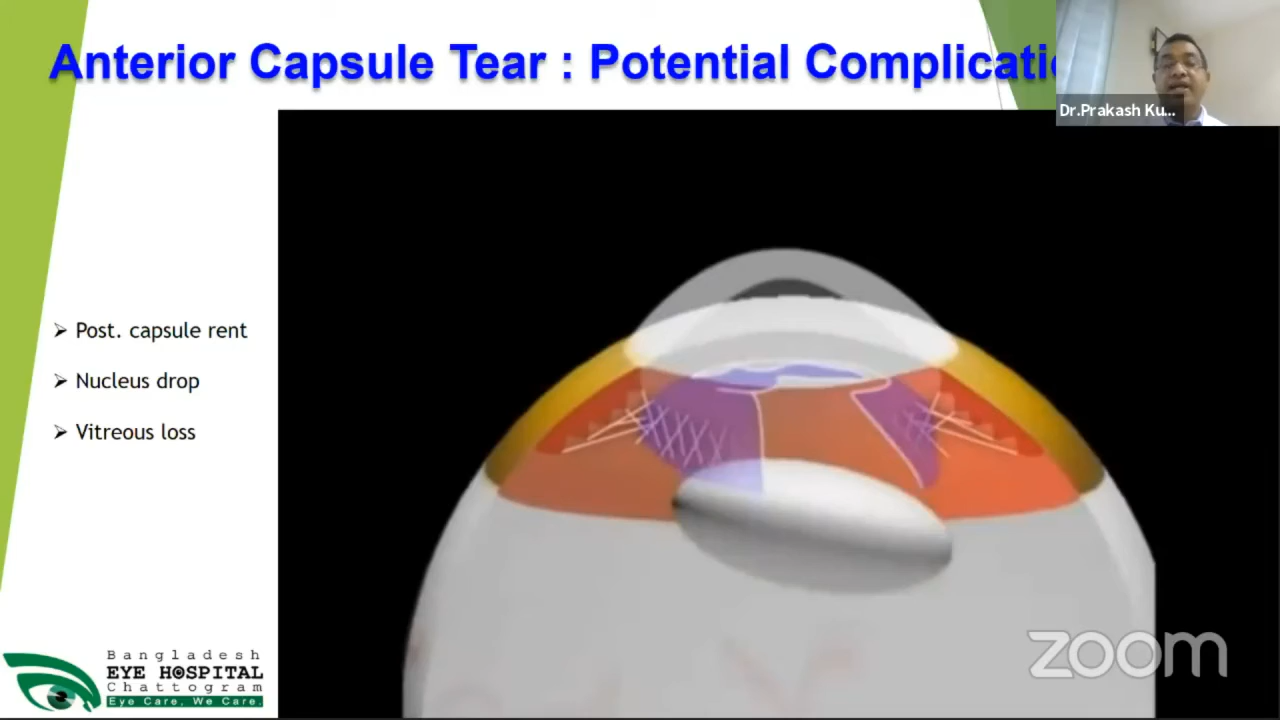 Anterior Capsule Tear : Potential Complicati
Dr.Prakash Ku...
➢ Post. capsule rent
➢ Nucleus drop
➢ Vitreous loss
Bangladesh
EYE HOSPITAL
Chattogram
Eye Care, We Care.
zoom